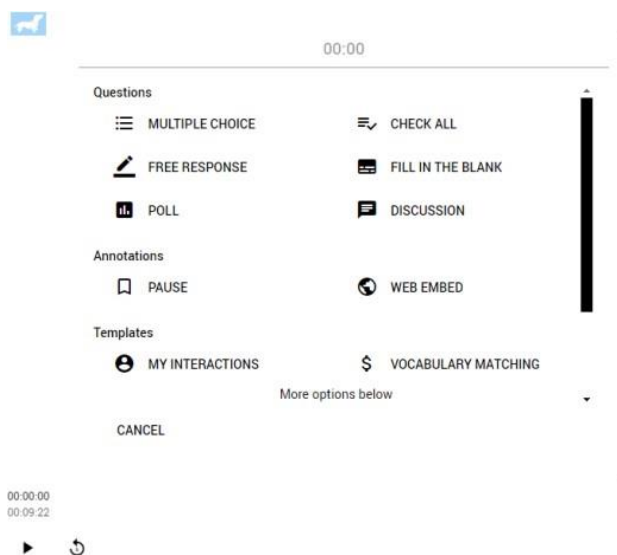 00:00
Questions
MULTIPLE CHOICE CHECK ALL
FREE RESPONSE FILL IN THE BLANK
POLL DISCUSSION
Annotations
PAUSE WEB EMBED
Templates
MY INTERACTIONS VOCABULARY MATCHING
More options below
CANCEL
00:00:00
00:09:22